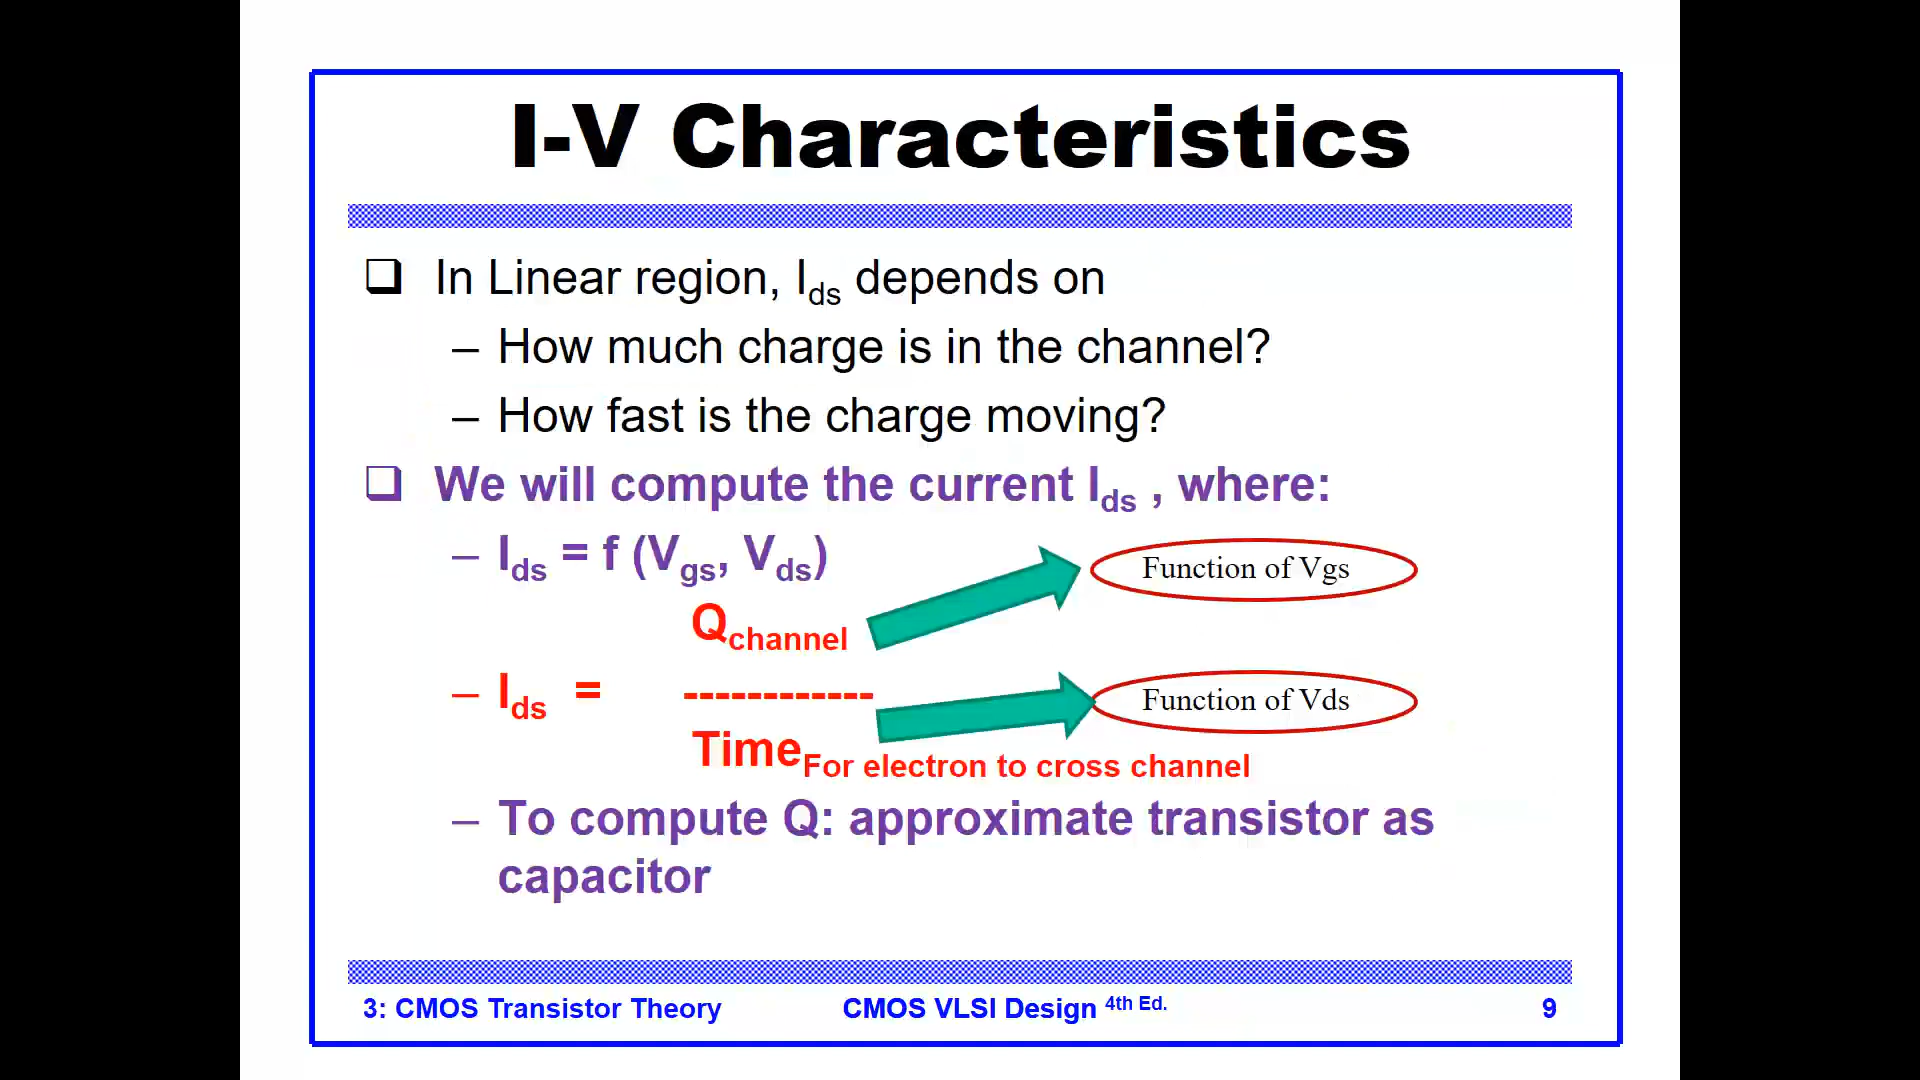 I-V Characteristics
❑ In Linear region, Ids depends on
– How much charge is in the channel?
– How fast is the charge moving?
❑ We will compute the current Ids , where:
– Ids = f (Vgs, Vds)
Function of Vgs
Qchannel
– Ids = ------------
Function of Vds
TimeFor electron to cross channel
– To compute Q: approximate transistor as
capacitor
3: CMOS Transistor Theory
CMOS VLSI Design 4th Ed.
9